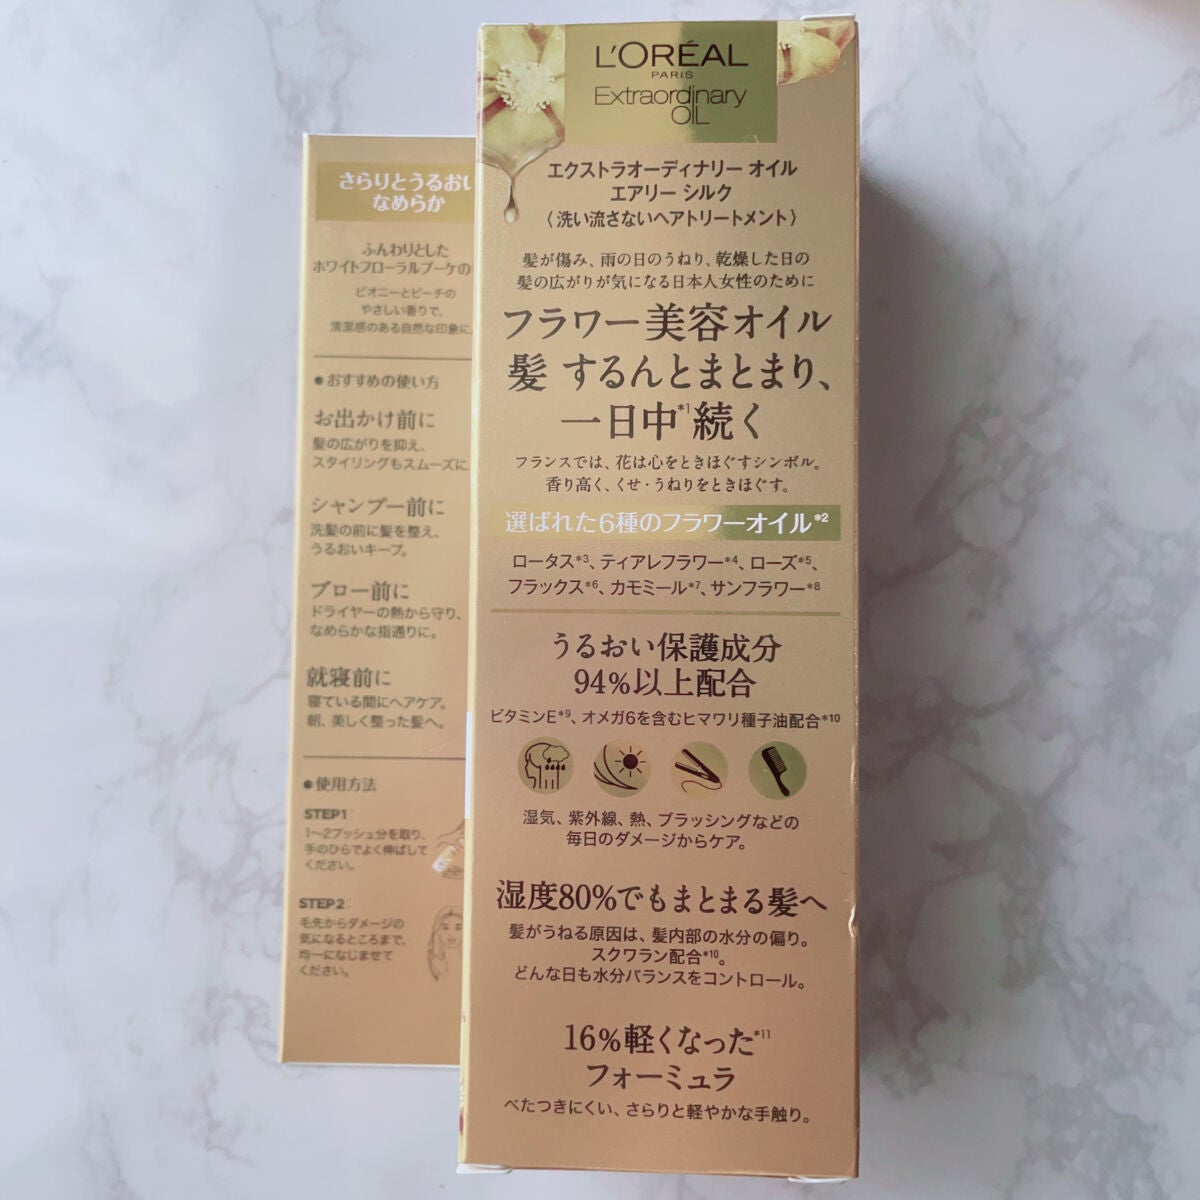 L'ORÉAL
PARIS
Extraordinary
OIL
エクストラオーディナリー オイル
エアリー シルク
〈洗い流さないヘアトリートメント〉
髪が傷み、雨の日のうねり、乾燥した日の
髪の広がりが気になる日本人女性のために
フラワー美容オイル
髪 するんとまとまり、
一日中*1続く
フランスでは、花は心をときほぐすシンボル。
香り高く、くせ・うねりをときほぐす。
選ばれた6種のフラワーオイル*2
ロータス*3、ティアレフラワー*4、ローズ*5、
フラックス*6、カモミール*7、サンフラワー*8
うるおい保護成分
94%以上配合
ビタミンE*9、オメガ6を含むヒマワリ種子油配合*10
湿気、紫外線、熱、ブラッシングなどの
毎日のダメージからケア。
湿度80%でもまとまる髪へ
髪がうねる原因は、髪内部の水分の偏り。
スクワラン配合*10。
どんな日も水分バランスをコントロール。
16%軽くなった*11
フォーミュラ
べたつきにくい、さらりと軽やかな手触り。
さらりとうるおい
なめらか
ふんわりとした
ホワイトフローラルブーケの
ピオニーとピーチの
やさしい香りで、
清潔感のある自然な印象に
●おすすめの使い方
お出かけ前に
髪の広がりを抑え、
スタイリングもスムーズに
シャンプー前に
洗髪の前に髪を整え、
うるおいキープ。
ブロー前に
ドライヤーの熱から守り、
なめらかな指通りに。
就寝前に
寝ている間にヘアケア。
朝、美しく整った髪へ。
●使用方法
STEP1:
1～2プッシュ分を取り、
手のひらでよく伸ばして
ください。
STEP2:
毛先からダメージの
気になるところまで、
均一になじませて
ください。